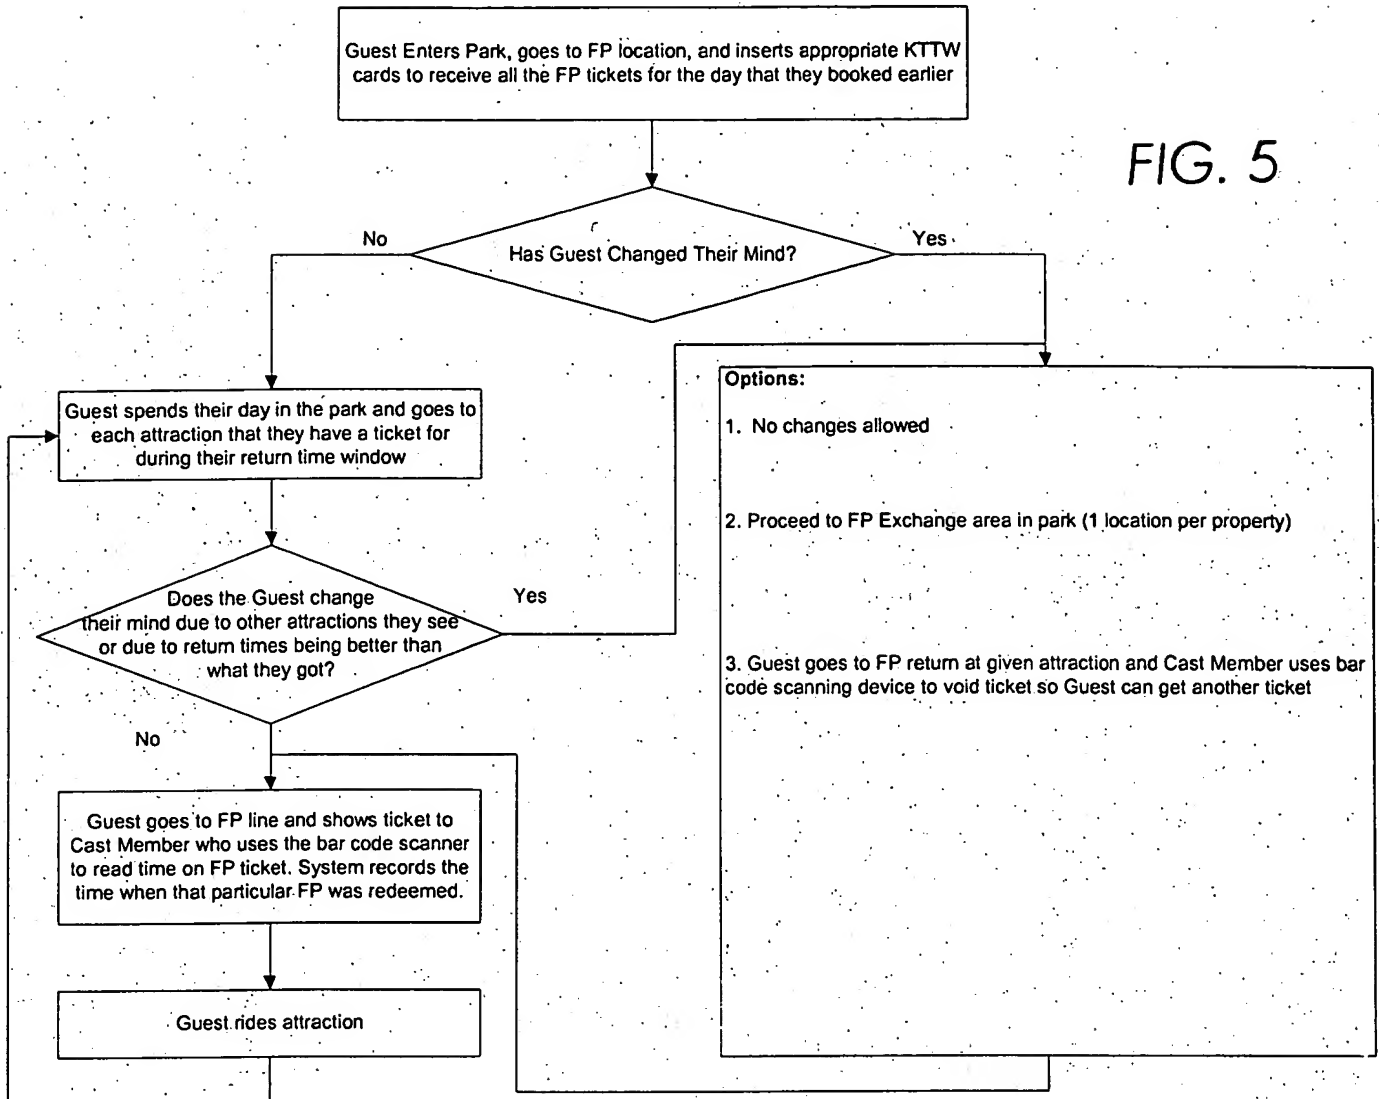 Guest Enters Park, goes to FP location, and inserts appropriate KTTW
cards to receive all the FP tickets for the day that they booked earlier
FIG. 5
Has Guest Changed Their Mind?
No
Yes
Guest spends their day in the park and goes to
each attraction that they have a ticket for
during their return time window
Options:
1. No changes allowed
2. Proceed to FP Exchange area in park (1 location per property)
3. Guest goes to FP return at given attraction and Cast Member uses bar
code scanning device to void ticket so Guest can get another ticket
Does the Guest change
their mind due to other attractions they see
or due to return times being better than
what they got?
Yes
No
Guest goes to FP line and shows ticket to
Cast Member who uses the bar code scanner
to read time on FP ticket. System records the
time when that particular FP was redeemed.
Guest rides attraction